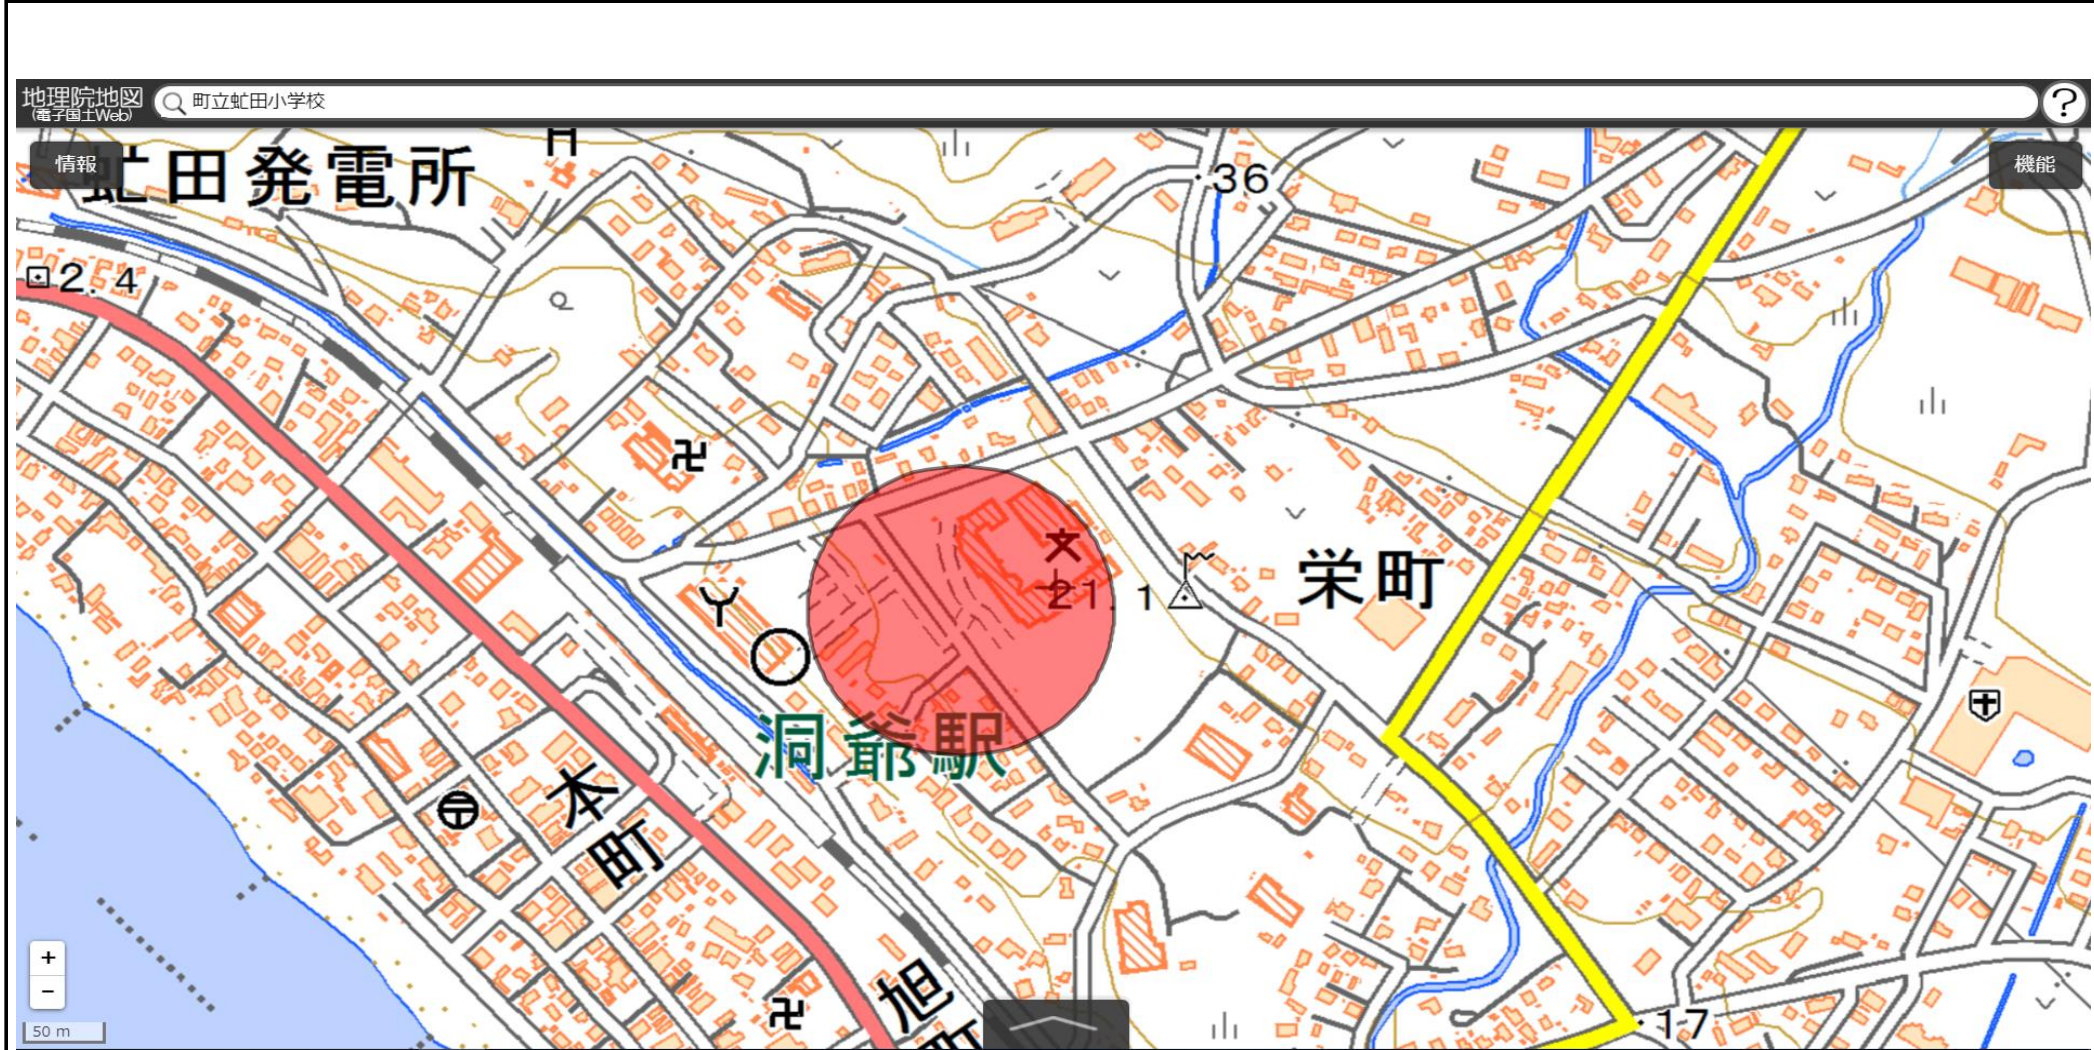 地理院地図
(電子国土Web)
町立虻田小学校
?
情報
機能
虻田発電所
36
2.4
栄町
21.1
洞爺駅
本町
旭町
17
+
−
50 m